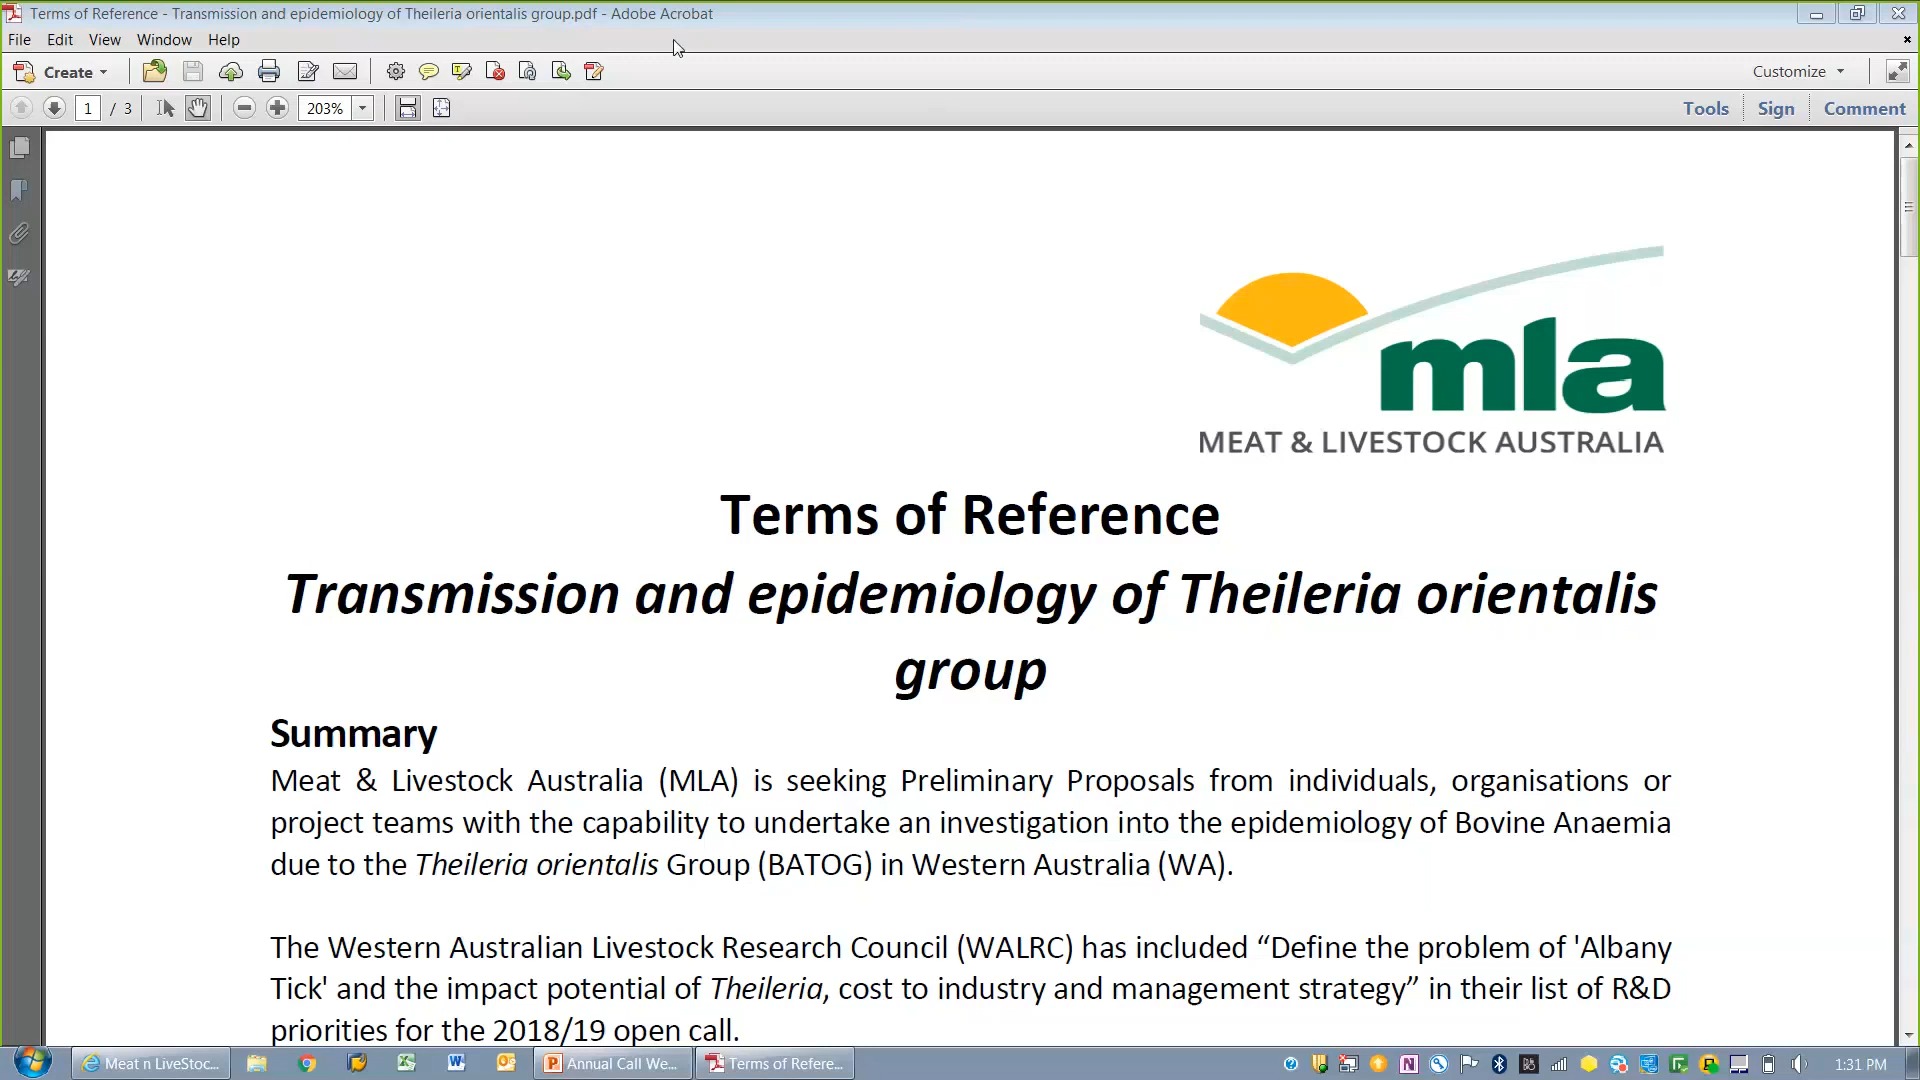 Terms of Reference - Transmission and epidemiology of Theileria orientalis group.pdf - Adobe Acrobat
File Edit View Window Help
Create
Customize
1 / 3
203%
Tools Sign Comment
mla
MEAT & LIVESTOCK AUSTRALIA
Terms of Reference
Transmission and epidemiology of Theileria orientalis
group
Summary
Meat & Livestock Australia (MLA) is seeking Preliminary Proposals from individuals, organisations or
project teams with the capability to undertake an investigation into the epidemiology of Bovine Anaemia
due to the Theileria orientalis Group (BATOG) in Western Australia (WA).
The Western Australian Livestock Research Council (WALRC) has included “Define the problem of 'Albany
Tick' and the impact potential of Theileria, cost to industry and management strategy” in their list of R&D
priorities for the 2018/19 open call.
Meat n LiveStoc... Annual Call We... Terms of Refere... 1:31 PM